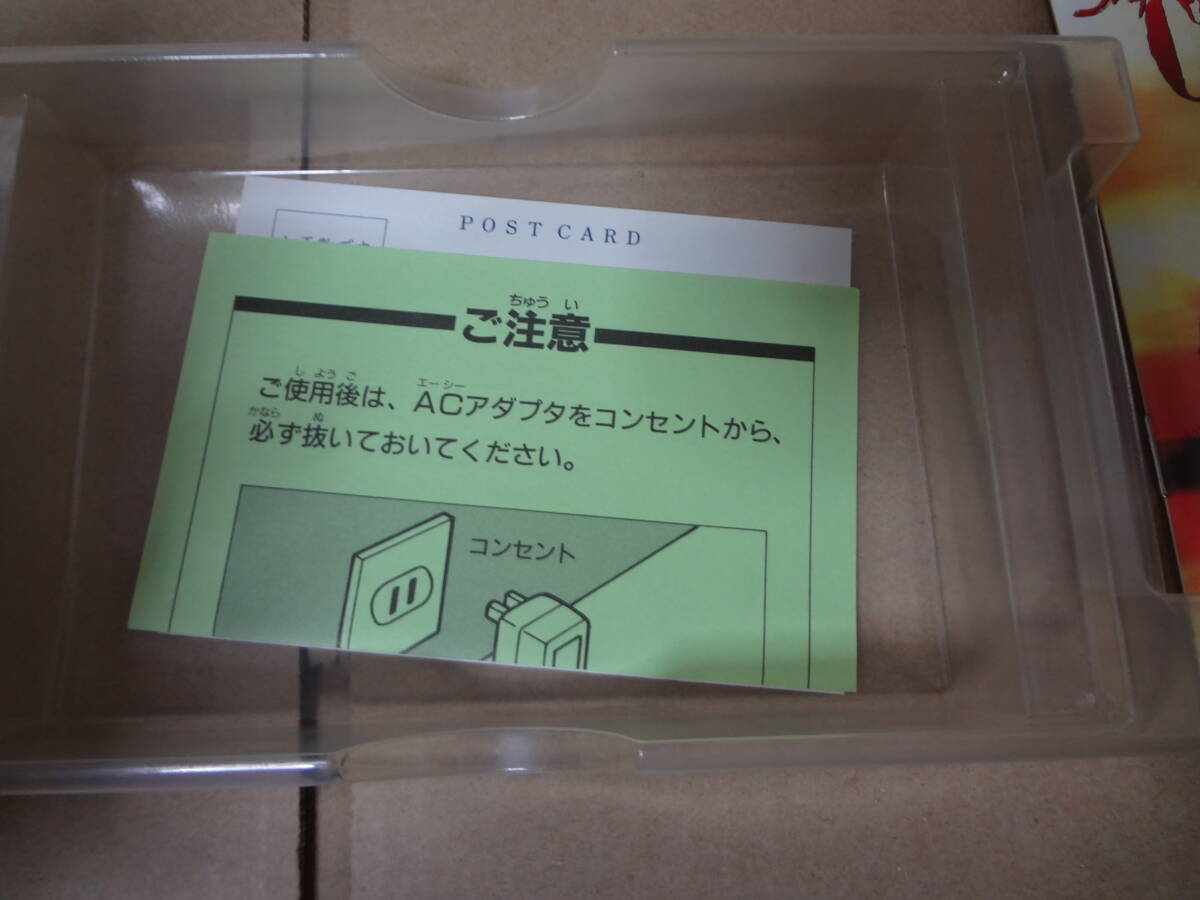 POST CARD
ちゅう い
ご注意
し よう ご
エーシー
ご使用後は、ACアダプタをコンセントから、
かなら ぬ
必ず抜いておいてください。
コンセント